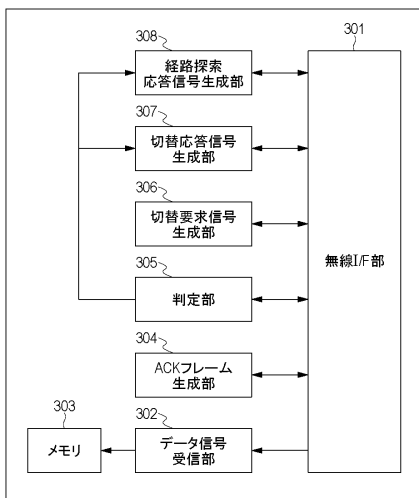 308
経路探索
応答信号生成部
307
切替応答信号
生成部
306
切替要求信号
生成部
305
判定部
304
ACKフレーム
生成部
303
メモリ
302
データ信号
受信部
301
無線I/F部